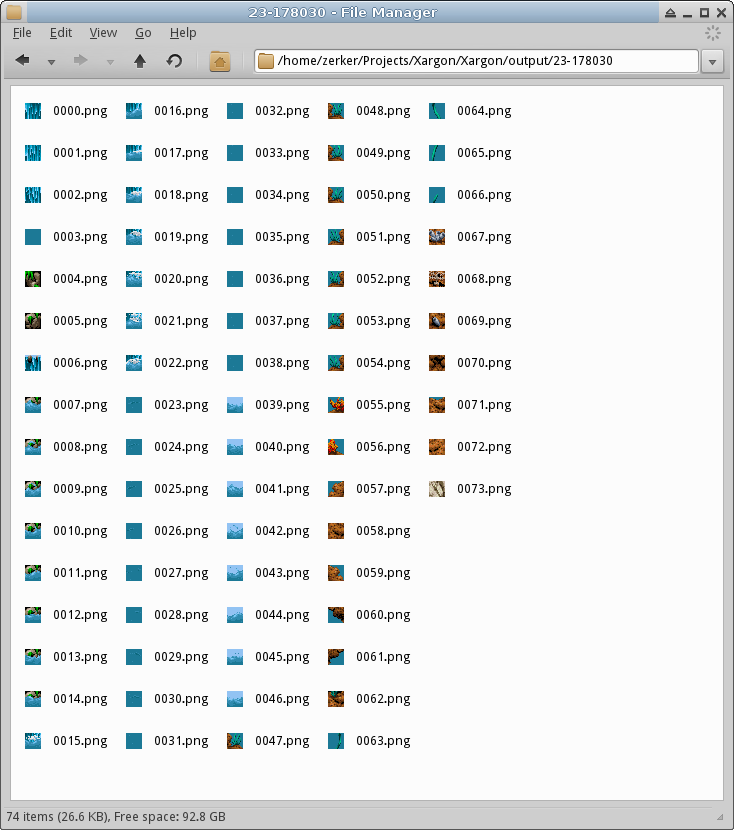 23-178030 - File Manager
File Edit View Go Help
/home/zerker/Projects/Xargon/Xargon/output/23-178030
0000.png 0016.png 0032.png 0048.png 0064.png
0001.png 0017.png 0033.png 0049.png 0065.png
0002.png 0018.png 0034.png 0050.png 0066.png
0003.png 0019.png 0035.png 0051.png 0067.png
0004.png 0020.png 0036.png 0052.png 0068.png
0005.png 0021.png 0037.png 0053.png 0069.png
0006.png 0022.png 0038.png 0054.png 0070.png
0007.png 0023.png 0039.png 0055.png 0071.png
0008.png 0024.png 0040.png 0056.png 0072.png
0009.png 0025.png 0041.png 0057.png 0073.png
0010.png 0026.png 0042.png 0058.png
0011.png 0027.png 0043.png 0059.png
0012.png 0028.png 0044.png 0060.png
0013.png 0029.png 0045.png 0061.png
0014.png 0030.png 0046.png 0062.png
0015.png 0031.png 0047.png 0063.png
74 items (26.6 KB), Free space: 92.8 GB